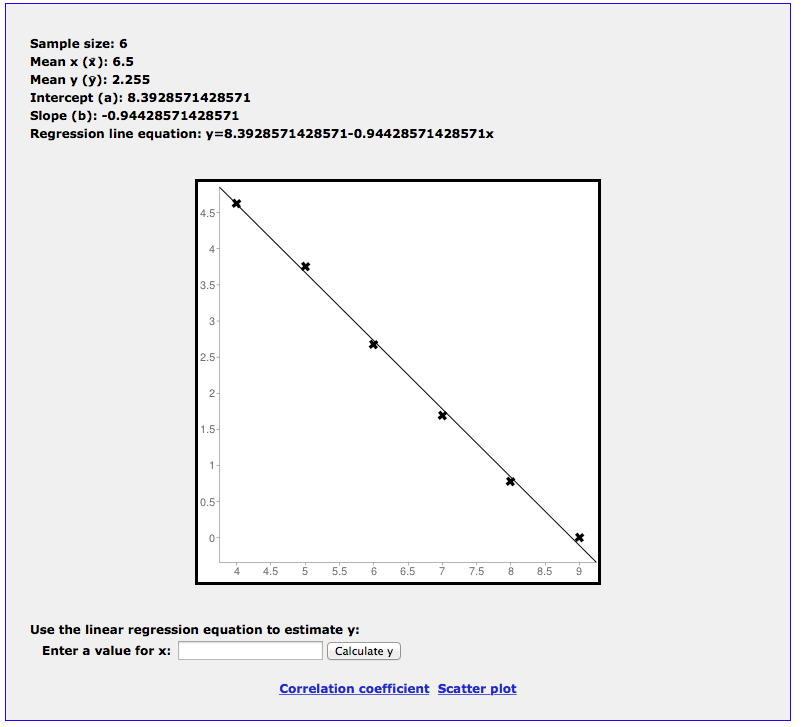 Sample size: 6
Mean x (x̄): 6.5
Mean y (ȳ): 2.255
Intercept (a): 8.3928571428571
Slope (b): -0.94428571428571
Regression line equation: y=8.3928571428571-0.94428571428571x
4.5
4
3.5
3
2.5
2
1.5
1
0.5
0
4 4.5 5 5.5 6 6.5 7 7.5 8 8.5 9
Use the linear regression equation to estimate y:
Enter a value for x: Calculate y
Correlation coefficient Scatter plot